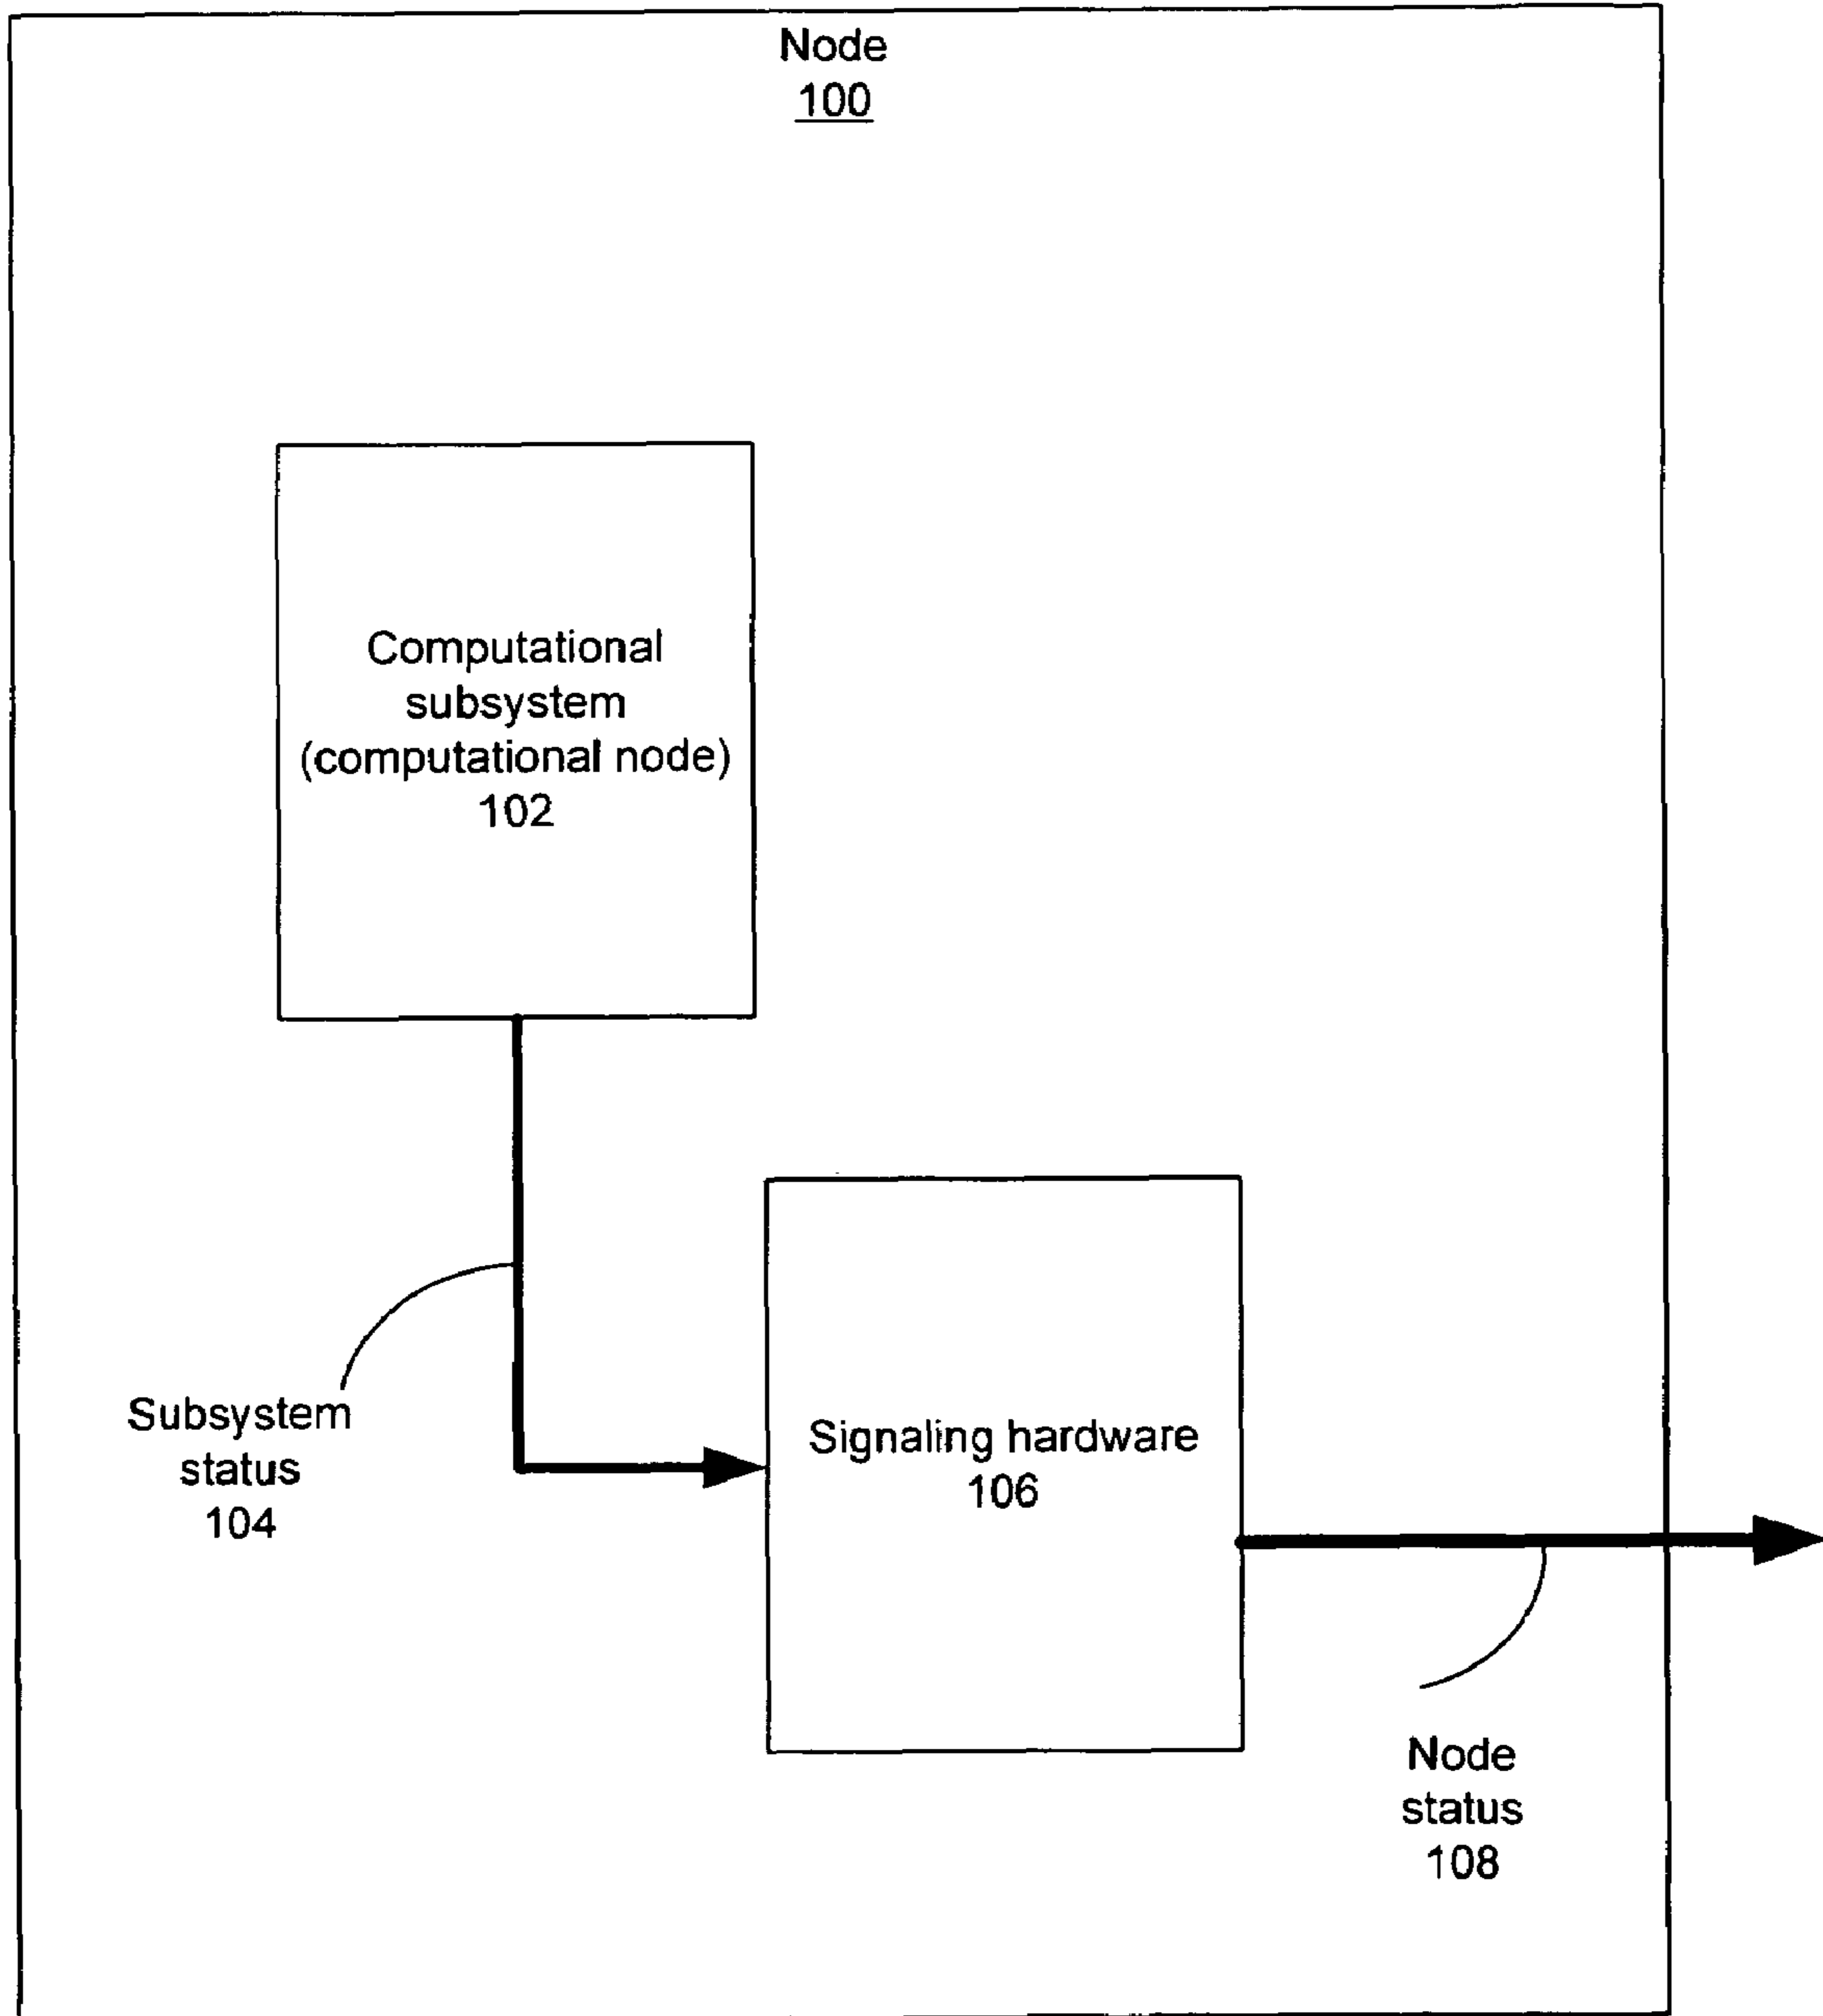 Node
100
Computational
subsystem
(computational node)
102
Subsystem
status
104
Signaling hardware
106
Node
status
108